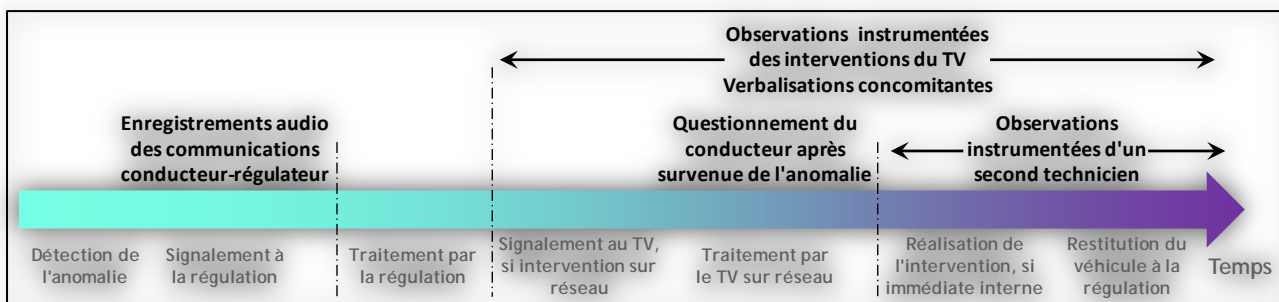 Observations instrumentées
des interventions du TV
Verbalisations concomitantes
Enregistrements audio
des communications
conducteur-régulateur
Questionnement du
conducteur après
survenue de l'anomalie
Observations
instrumentées d'un
second technicien
Détection de
l'anomalie
Signalement à
la régulation
Traitement par
la régulation
Signalement au TV,
si intervention sur
réseau
Traitement par
le TV sur réseau
Réalisation de
l'intervention, si
immédiate interne
Restitution du
véhicule à la
régulation
Temps